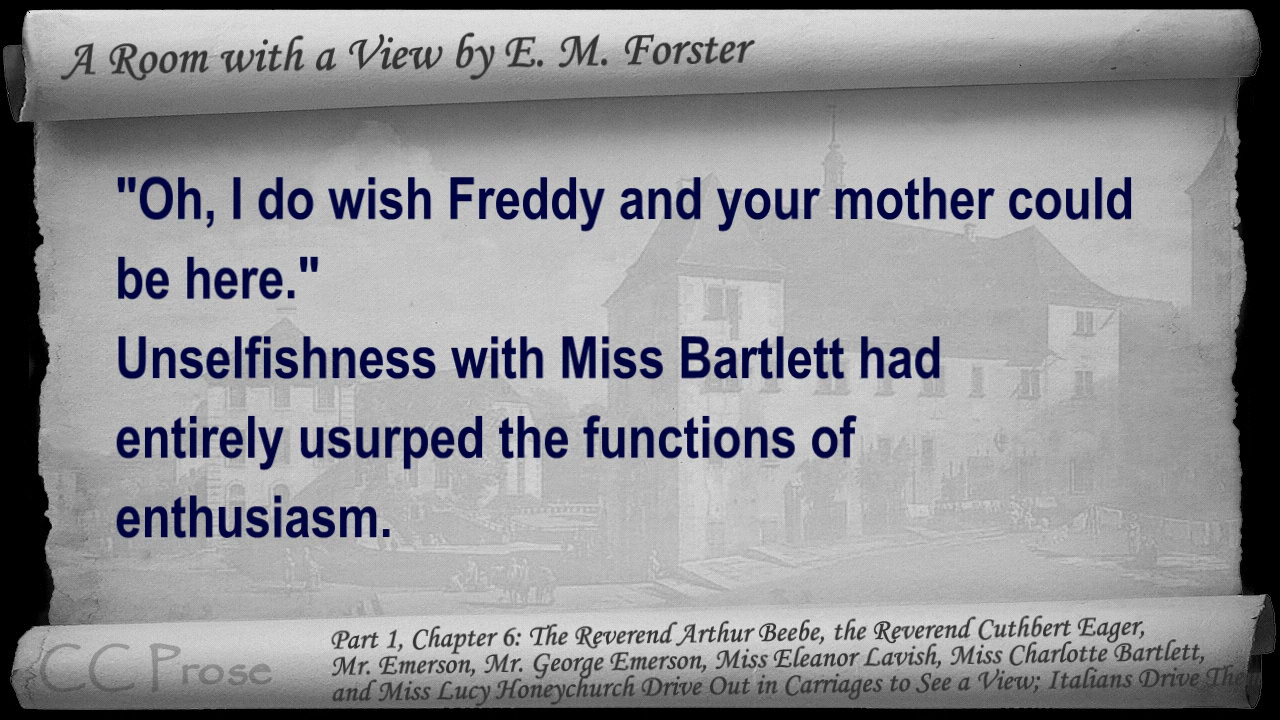 A Room with a View by E. M. Forster
"Oh, I do wish Freddy and your mother could
be here."
Unselfishness with Miss Bartlett had
entirely usurped the functions of
enthusiasm.
CC Prose
Part 1, Chapter 6: The Reverend Arthur Beebe, the Reverend Cuthbert Eager,
Mr. Emerson, Mr. George Emerson, Miss Eleanor Lavish, Miss Charlotte Bartlett,
and Miss Lucy Honeychurch Drive Out in Carriages to See a View; Italians Drive